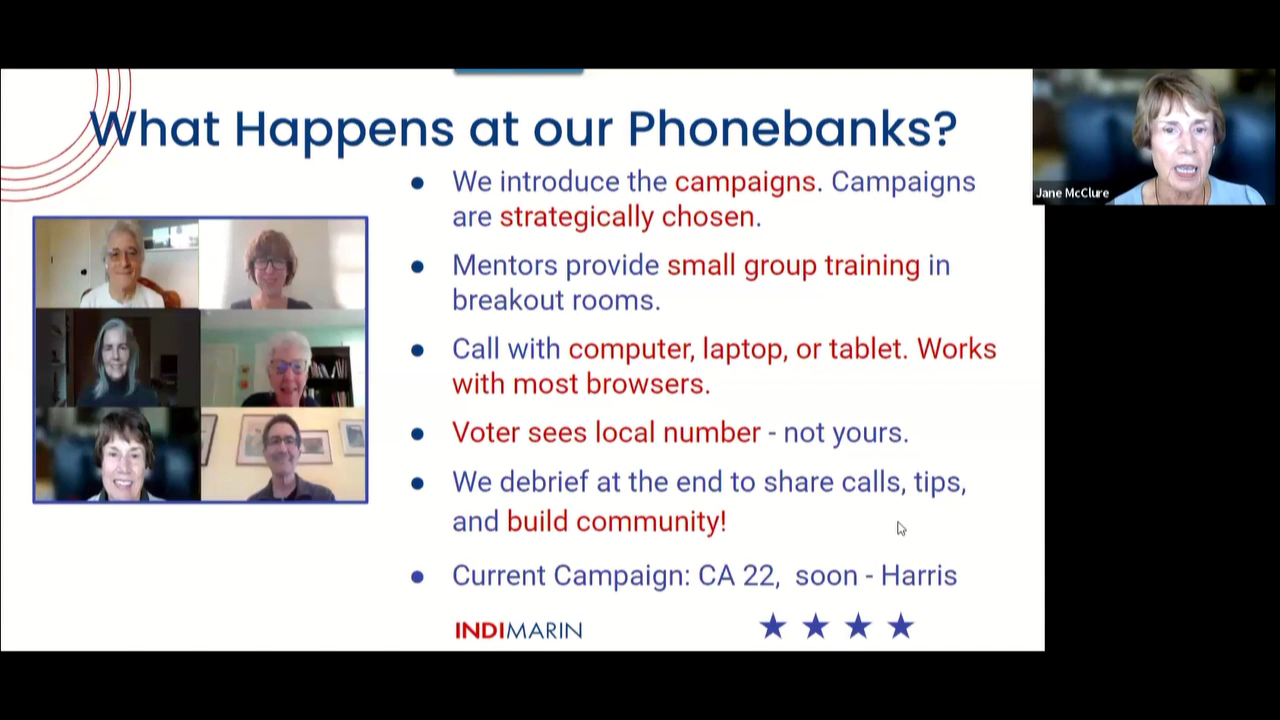 What Happens at our Phonebanks?
We introduce the campaigns. Campaigns
are strategically chosen.
Mentors provide small group training in
breakout rooms.
Call with computer, laptop, or tablet. Works
with most browsers.
Voter sees local number - not yours.
We debrief at the end to share calls, tips,
and build community!
Current Campaign: CA 22, soon - Harris
INDIMARIN
Jane McClure